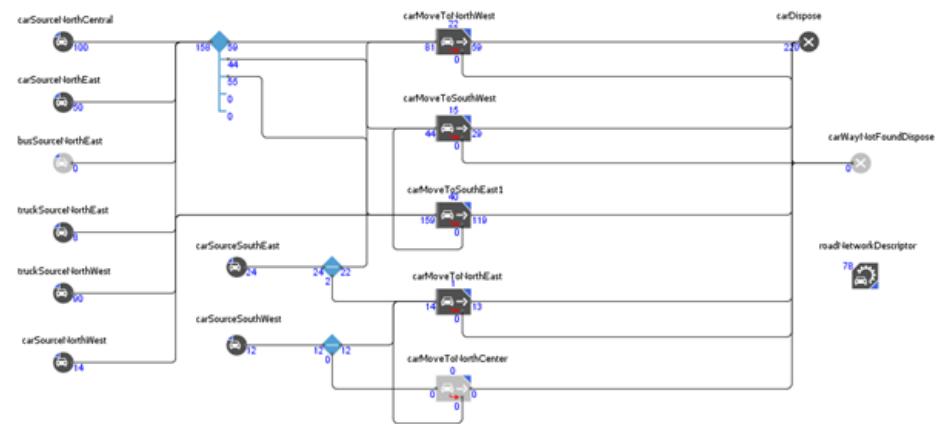 carSourceNorthCentral
100
carSourceNorthEast
50
busSourceNorthEast
0
truckSourceNorthEast
8
truckSourceNorthWest
90
carSourceNorthWest
14
158 59
44
55
0
0
carSourceSouthEast
24
24 22
2
carSourceSouthWest
12
12 12
0
carMoveToNorthWest
22
81 59
0
carMoveToSouthWest
15
44 29
0
carMoveToSouthEast1
40
159 119
0
carMoveToNorthEast
1
14 13
0
carMoveToNorthCenter
0
0 0
0
carDispose
220
carWayNotFoundDispose
0
roadNetworkDescriptor
78